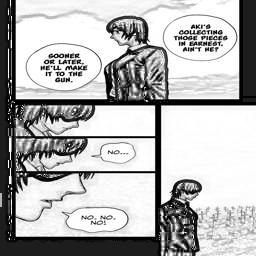 SOONER
OR LATER,
HE'LL MAKE
IT TO THE
GUN.
AKI'S
COLLECTING
THOSE PIECES
IN EARNEST,
AIN'T HE?
NO...
NO. NO.
NO!